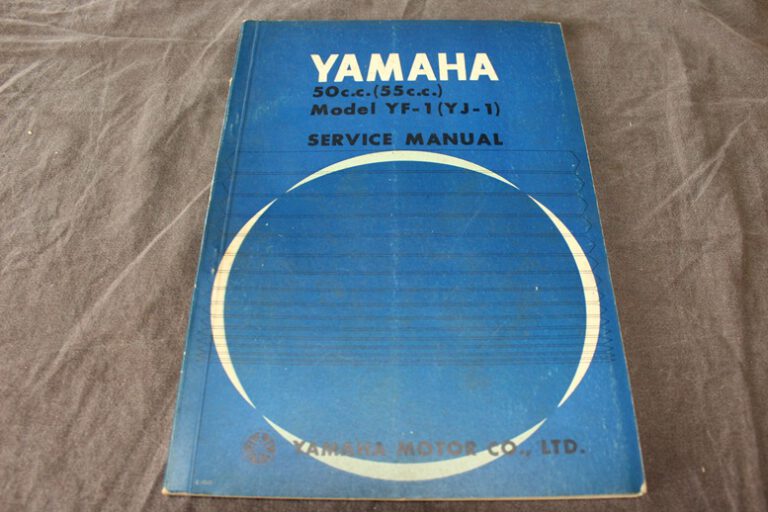 YAMAHA
50c.c.(55c.c.)
Model YF-1(YJ-1)
SERVICE MANUAL
YAMAHA MOTOR CO., LTD.